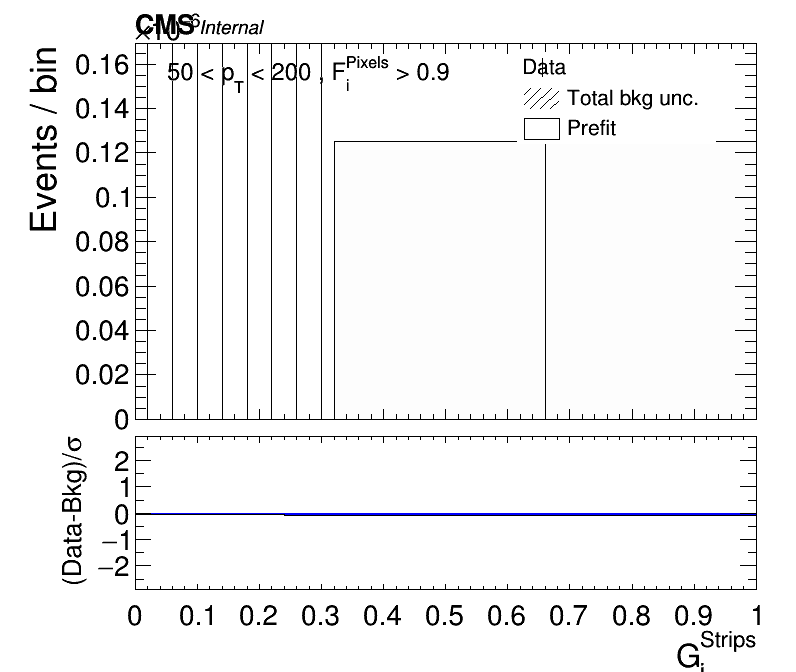 CMS Internal
×10⁻⁶
Events / bin
50 < p_T < 200 , F_i^Pixels > 0.9
Data
Total bkg unc.
Prefit
0.16
0.14
0.12
0.1
0.08
0.06
0.04
0.02
0
(Data-Bkg)/σ
2
1
0
−1
−2
0 0.1 0.2 0.3 0.4 0.5 0.6 0.7 0.8 0.9 1
G_i^Strips